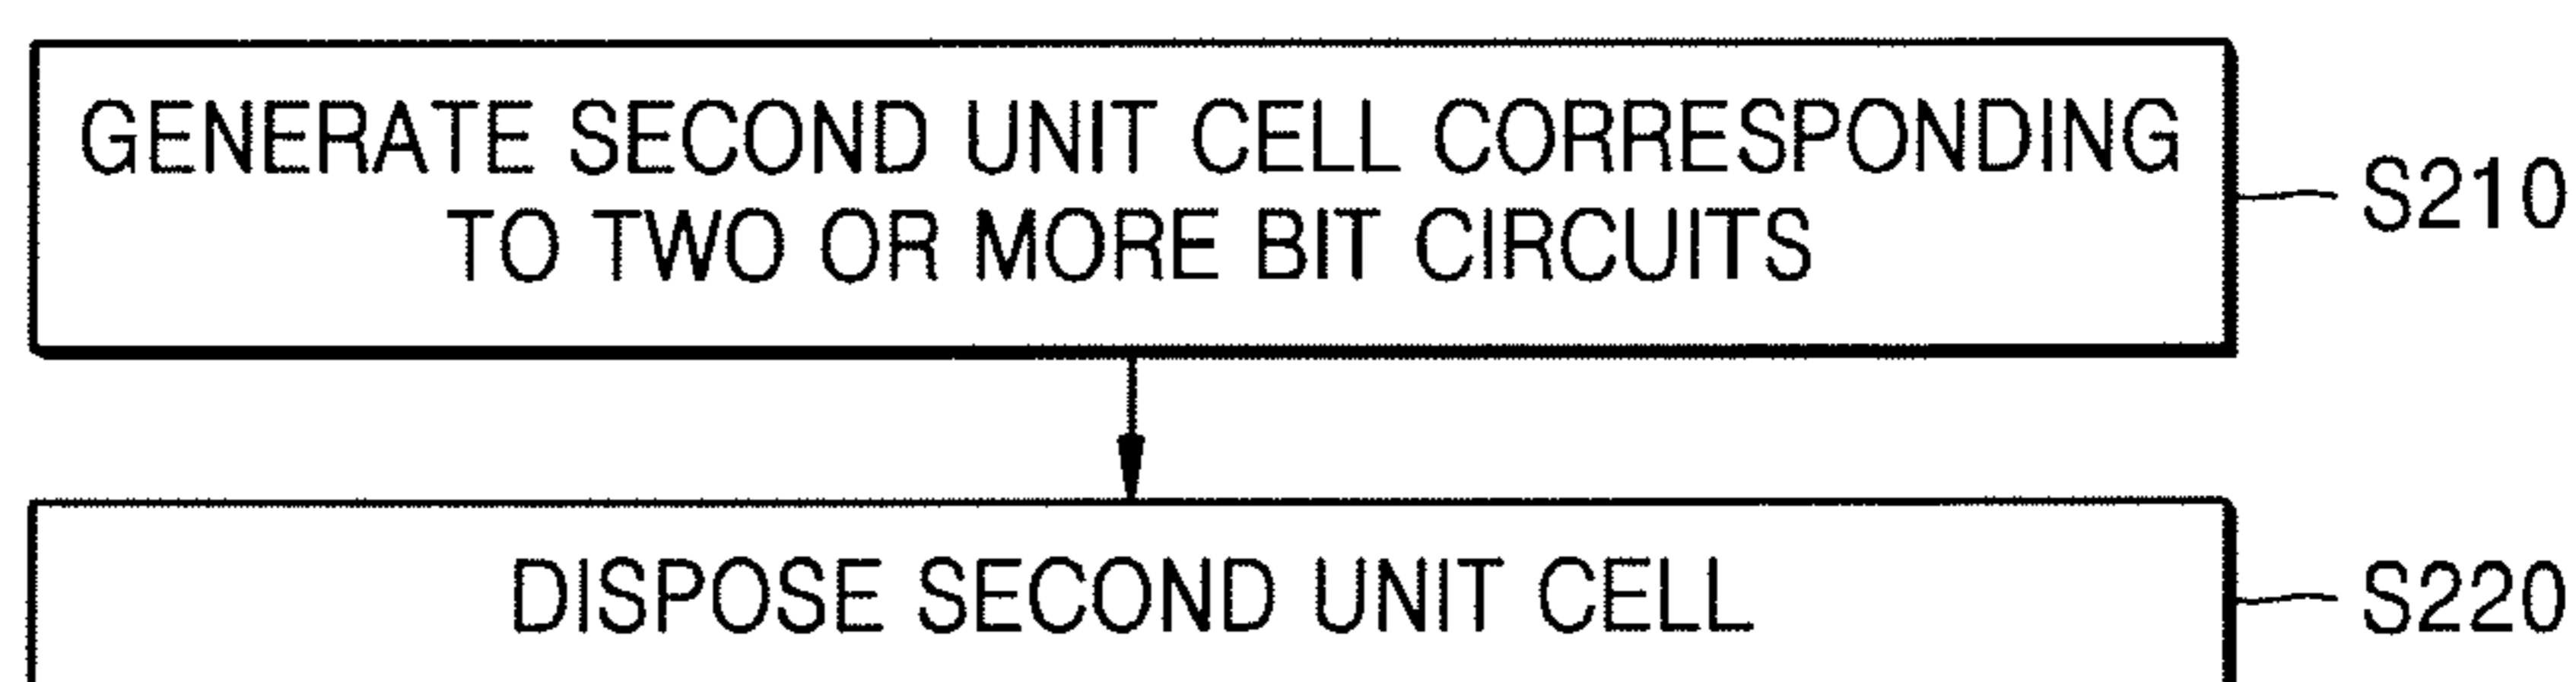 GENERATE SECOND UNIT CELL CORRESPONDING
TO TWO OR MORE BIT CIRCUITS
S210
DISPOSE SECOND UNIT CELL
S220